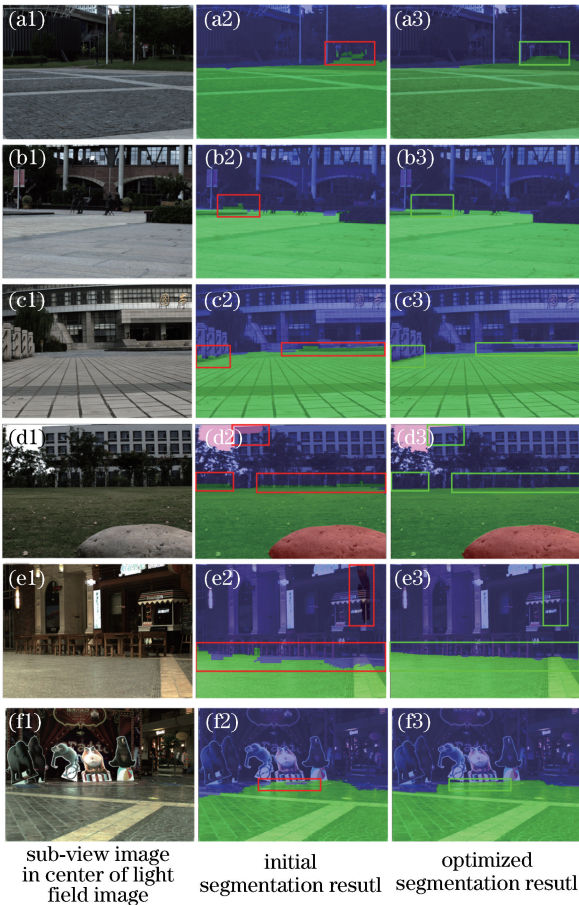 (a1) (a2) (a3)
(b1) (b2) (b3)
(c1) (c2) (c3)
(d1) (d2) (d3)
(e1) (e2) (e3)
(f1) (f2) (f3)
sub-view image
in center of light
field image
initial
segmentation resutl
optimized
segmentation resutl